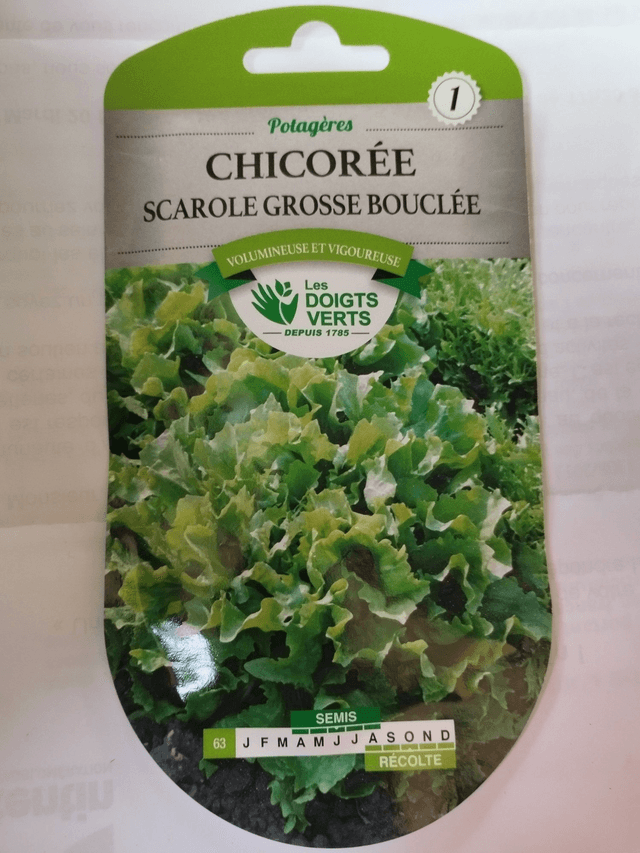 1
Potagères
CHICORÉE
SCAROLE GROSSE BOUCLÉE
VOLUMINEUSE ET VIGOUREUSE
Les
DOIGTS
VERTS
DEPUIS 1785
SEMIS
63 J F M A M J J A S O N D
RÉCOLTE